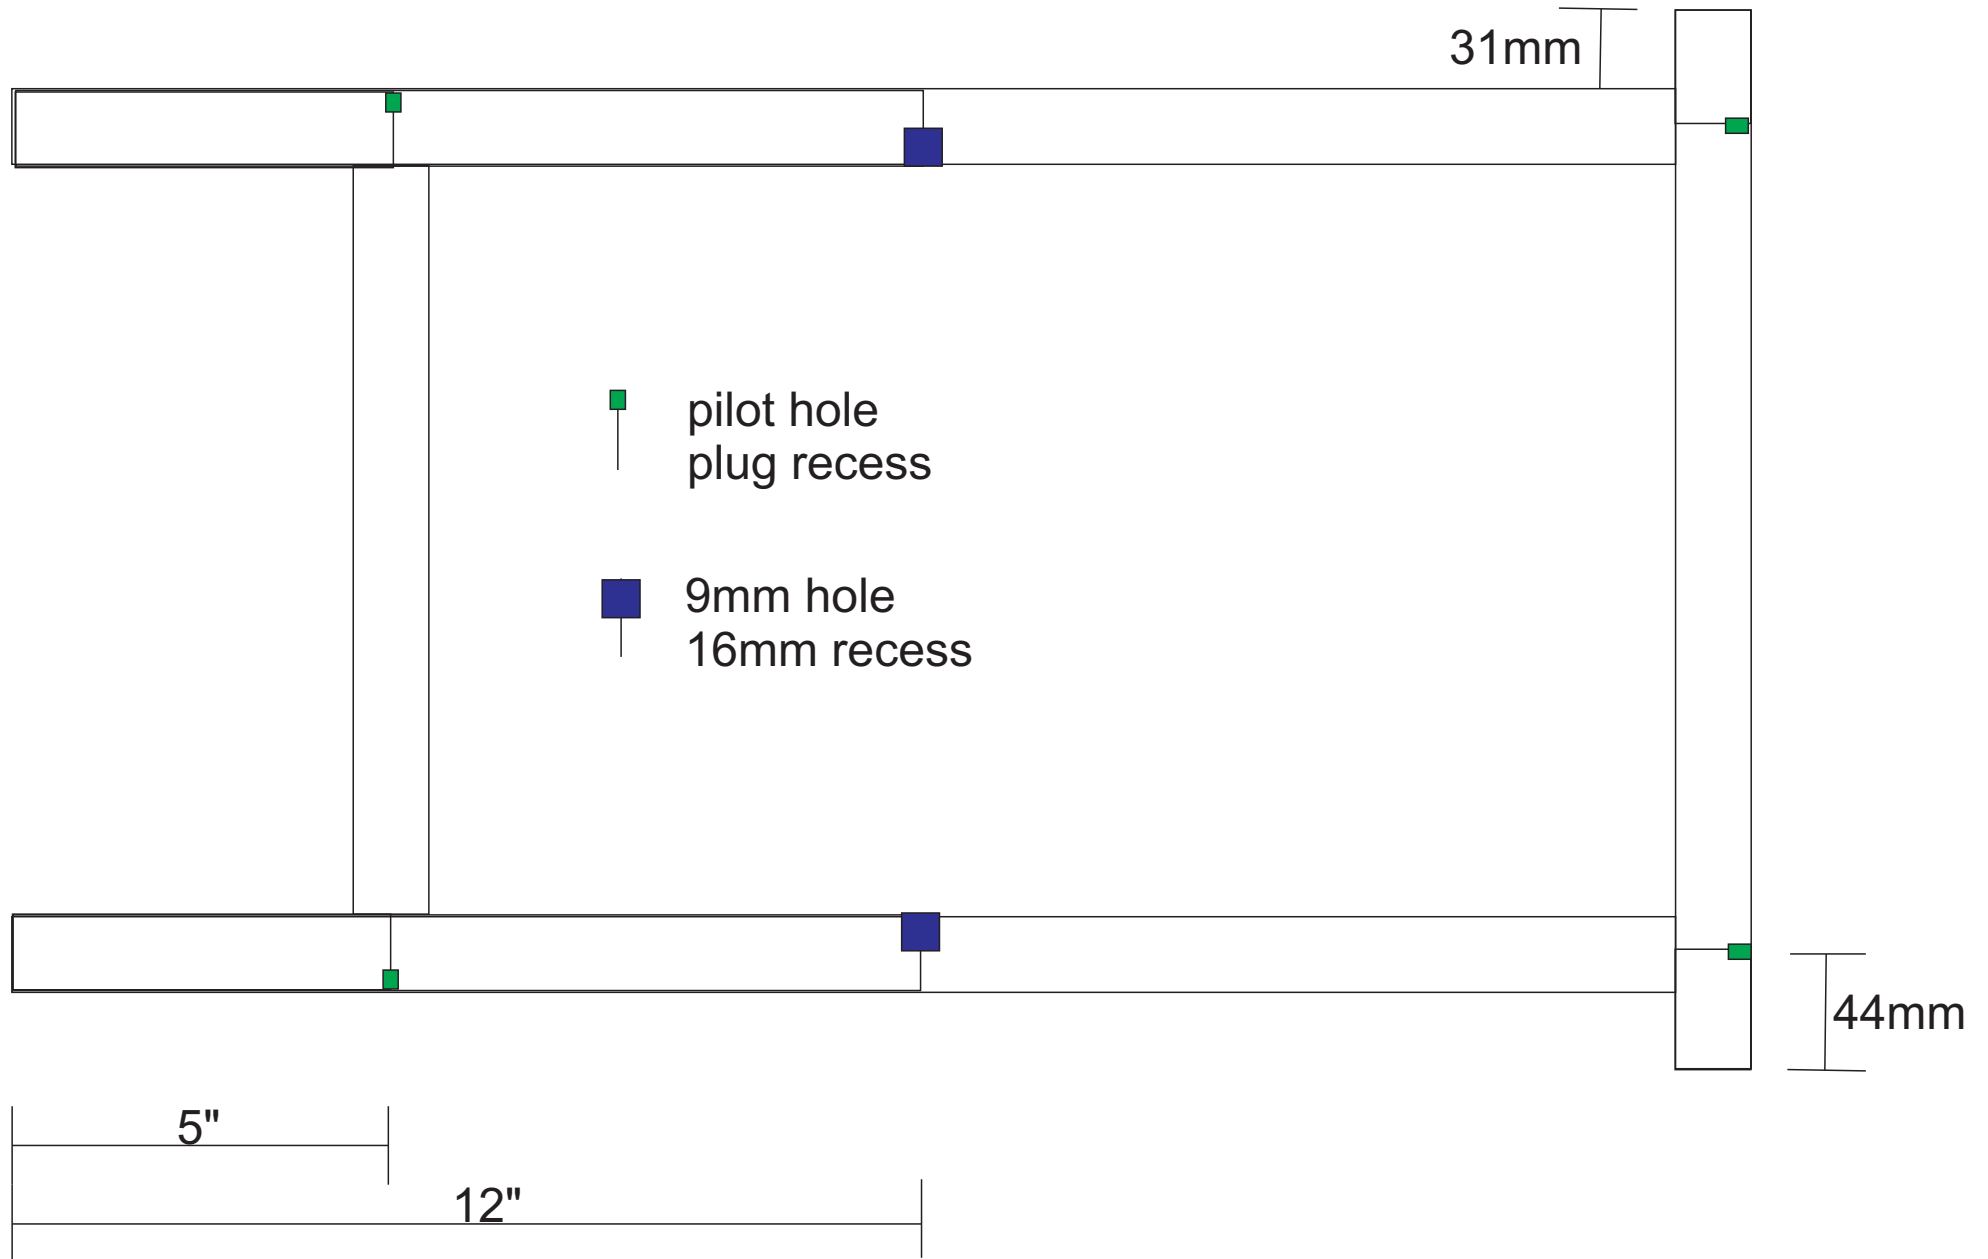 31mm
pilot hole
plug recess
9mm hole
16mm recess
44mm
5"
12"